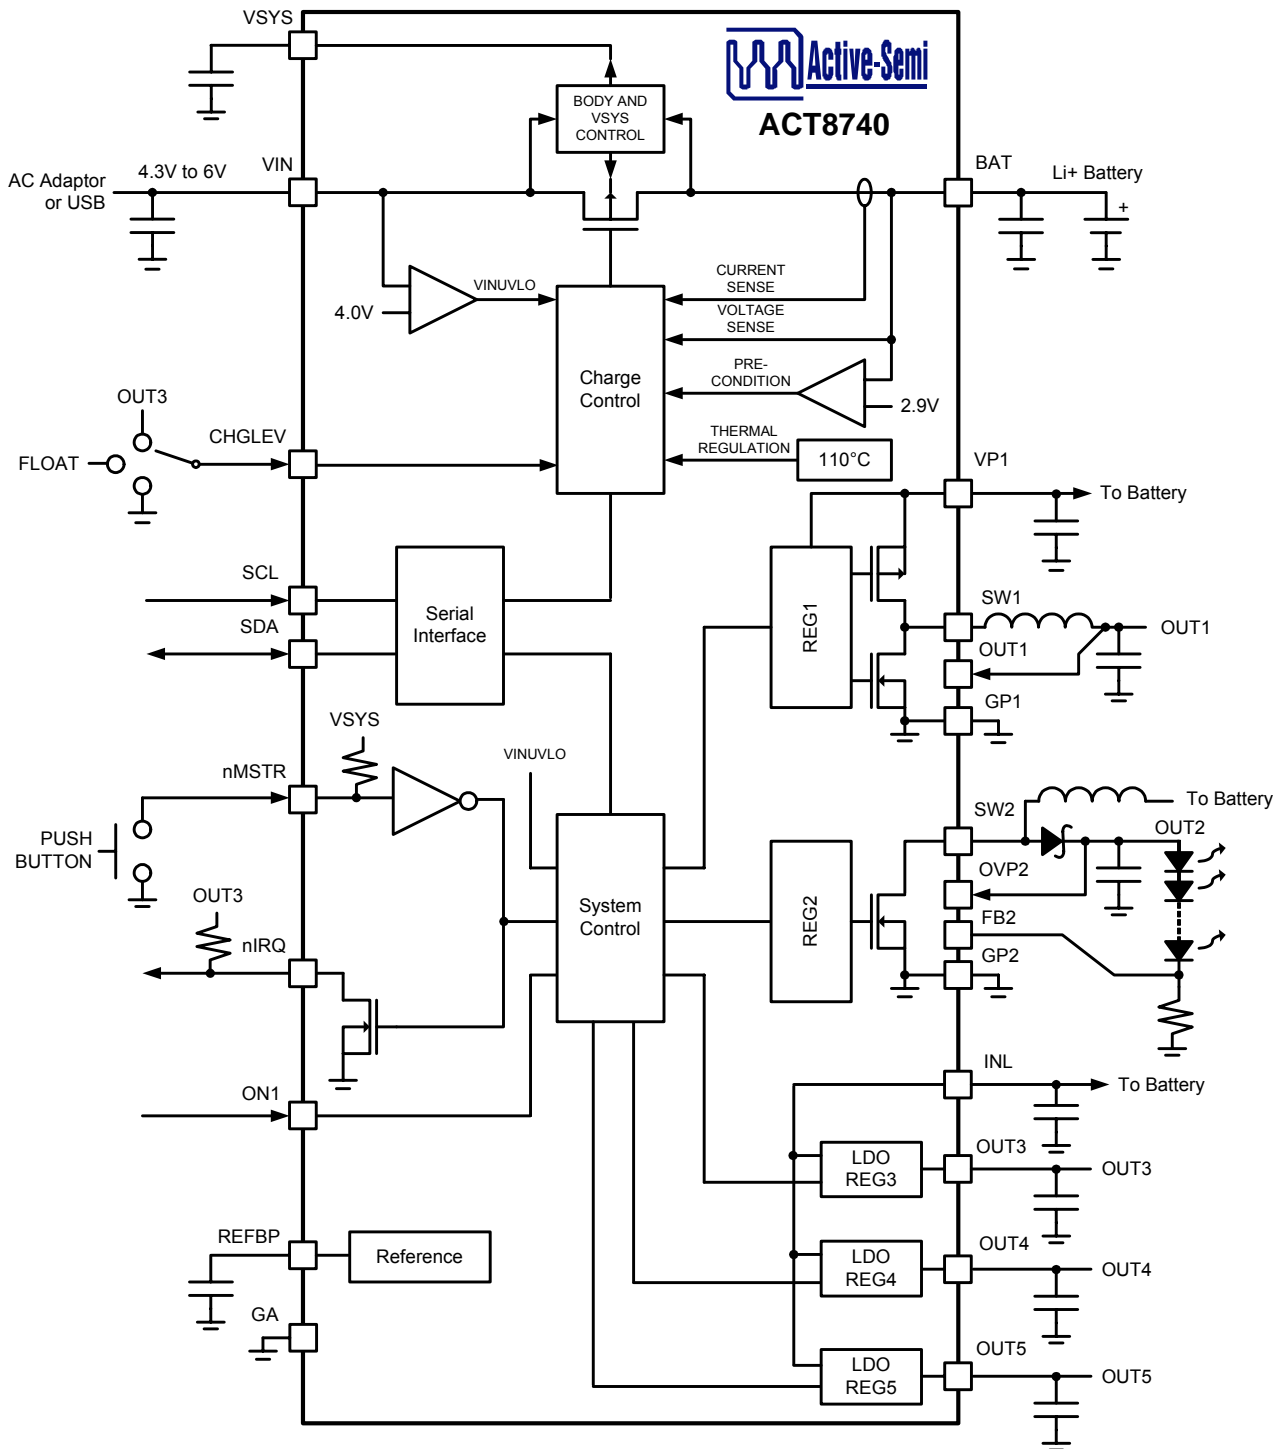 VSYS
Active-Semi
ACT8740
BODY AND
VSYS
CONTROL
VIN
4.3V to 6V
AC Adaptor
or USB
BAT
Li+ Battery
+
VINUVLO
4.0V
CURRENT
SENSE
VOLTAGE
SENSE
PRE-
CONDITION
2.9V
Charge
Control
THERMAL
REGULATION
110°C
OUT3
CHGLEV
FLOAT
VP1
To Battery
SCL
SDA
Serial
Interface
REG1
SW1
OUT1
OUT1
GP1
VSYS
nMSTR
VINUVLO
PUSH
BUTTON
OUT3
nIRQ
System
Control
REG2
SW2
To Battery
OUT2
OVP2
FB2
GP2
ON1
INL
To Battery
LDO
REG3
OUT3
OUT3
REFBP
Reference
LDO
REG4
OUT4
OUT4
GA
LDO
REG5
OUT5
OUT5